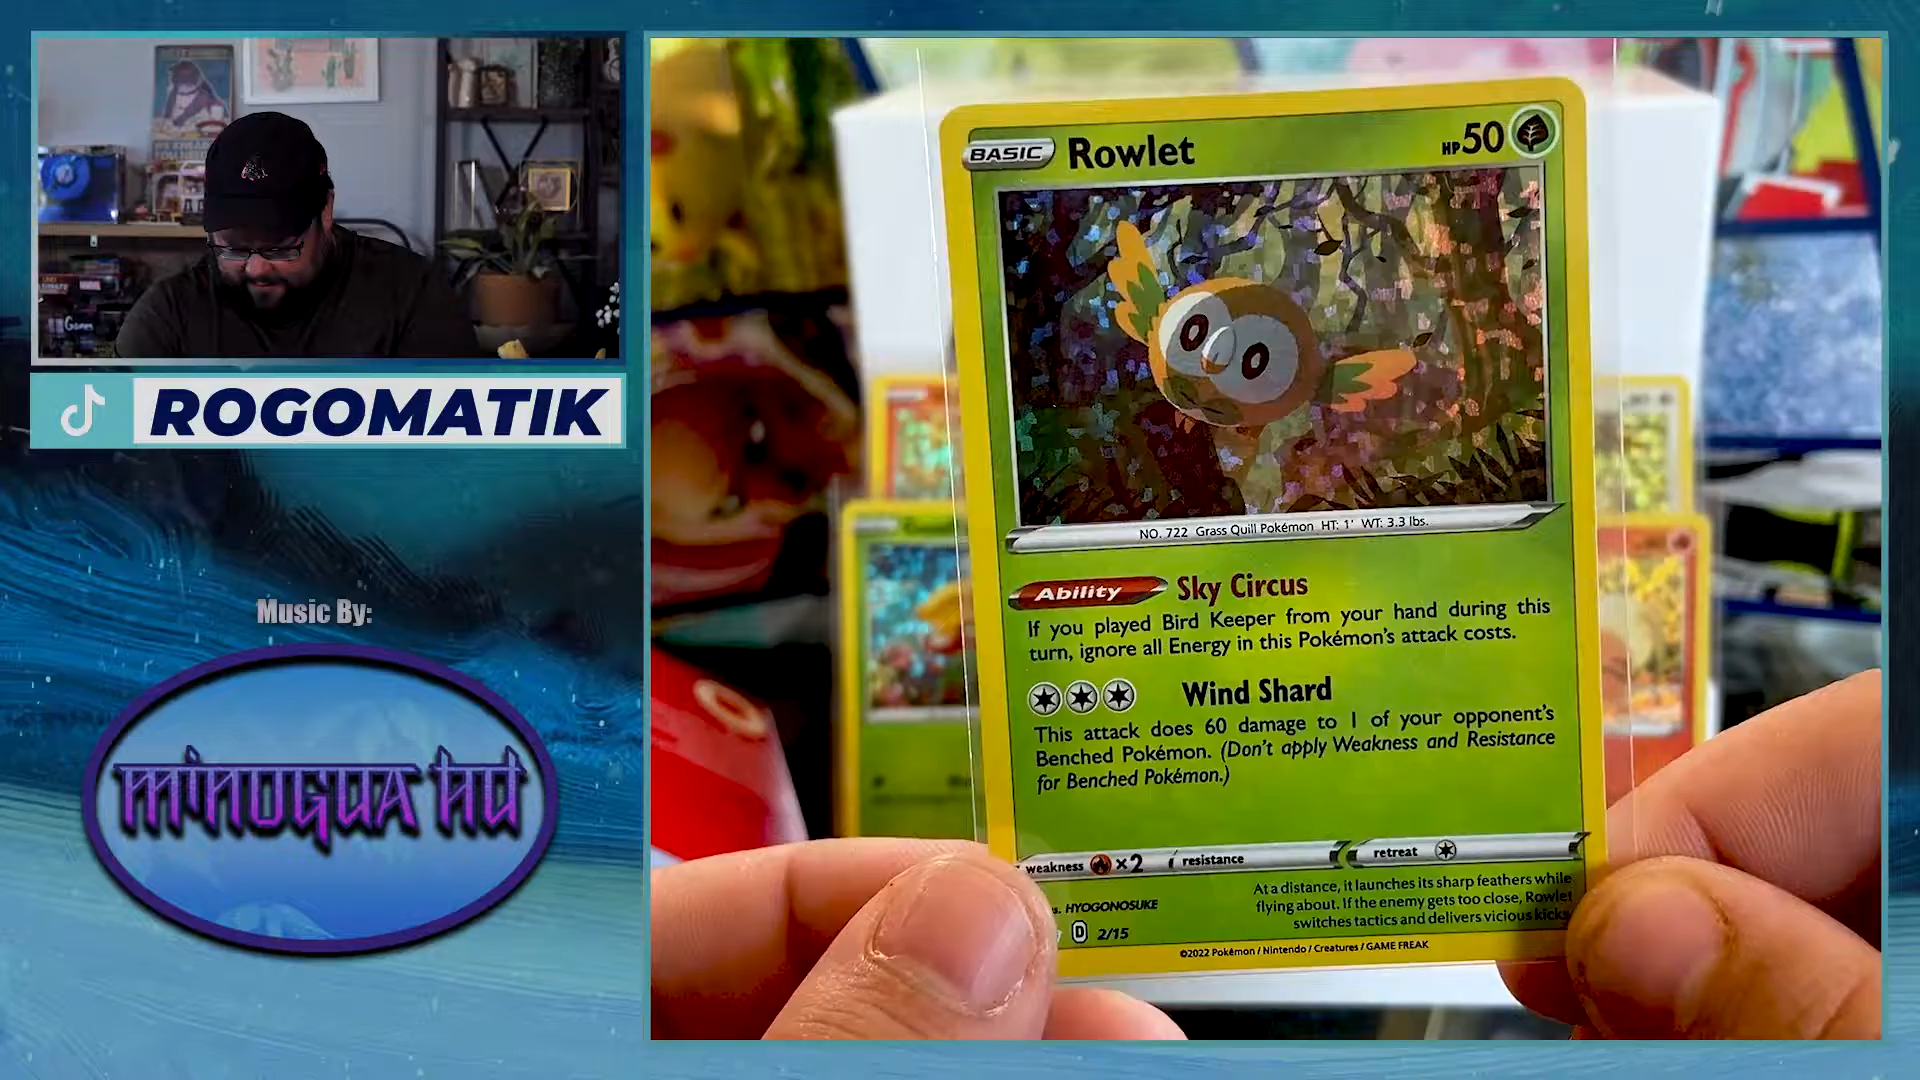 ROGOMATIK
Music By:
MINOGUA HD
BASIC Rowlet HP 50
NO. 722 Grass Quill Pokémon HT: 1' WT: 3.3 lbs.
Ability Sky Circus
If you played Bird Keeper from your hand during this
turn, ignore all Energy in this Pokémon's attack costs.
Wind Shard
This attack does 60 damage to 1 of your opponent's
Benched Pokémon. (Don't apply Weakness and Resistance
for Benched Pokémon.)
weakness ×2 resistance retreat
At a distance, it launches its sharp feathers while
flying about. If the enemy gets too close, Rowlet
switches tactics and delivers vicious kicks.
HYOGONOSUKE
D 2/15
©2022 Pokémon / Nintendo / Creatures / GAME FREAK